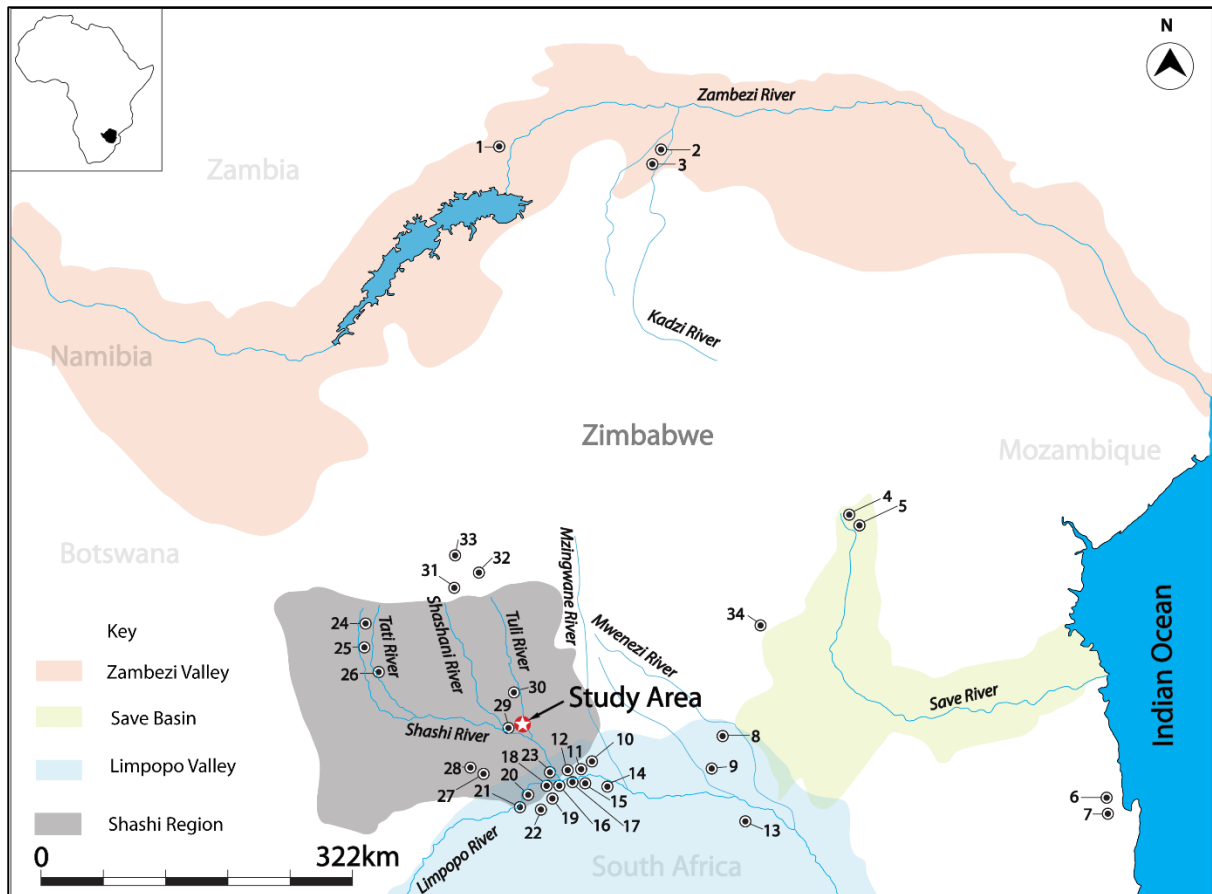 N
Zambezi River
1
2
3
Zambia
Kadzi River
Namibia
Zimbabwe
Mozambique
4
5
Botswana
33
32
31
Mzingwane River
Mwenezi River
34
24
25
26
Tati River
Shashani River
Tuli River
30
29
Study Area
Save River
Indian Ocean
Shashi River
8
9
10
11
12
23
18
28
27
20
21
14
15
17
16
19
22
13
6
7
Limpopo River
South Africa
Key
Zambezi Valley
Save Basin
Limpopo Valley
Shashi Region
0
322km